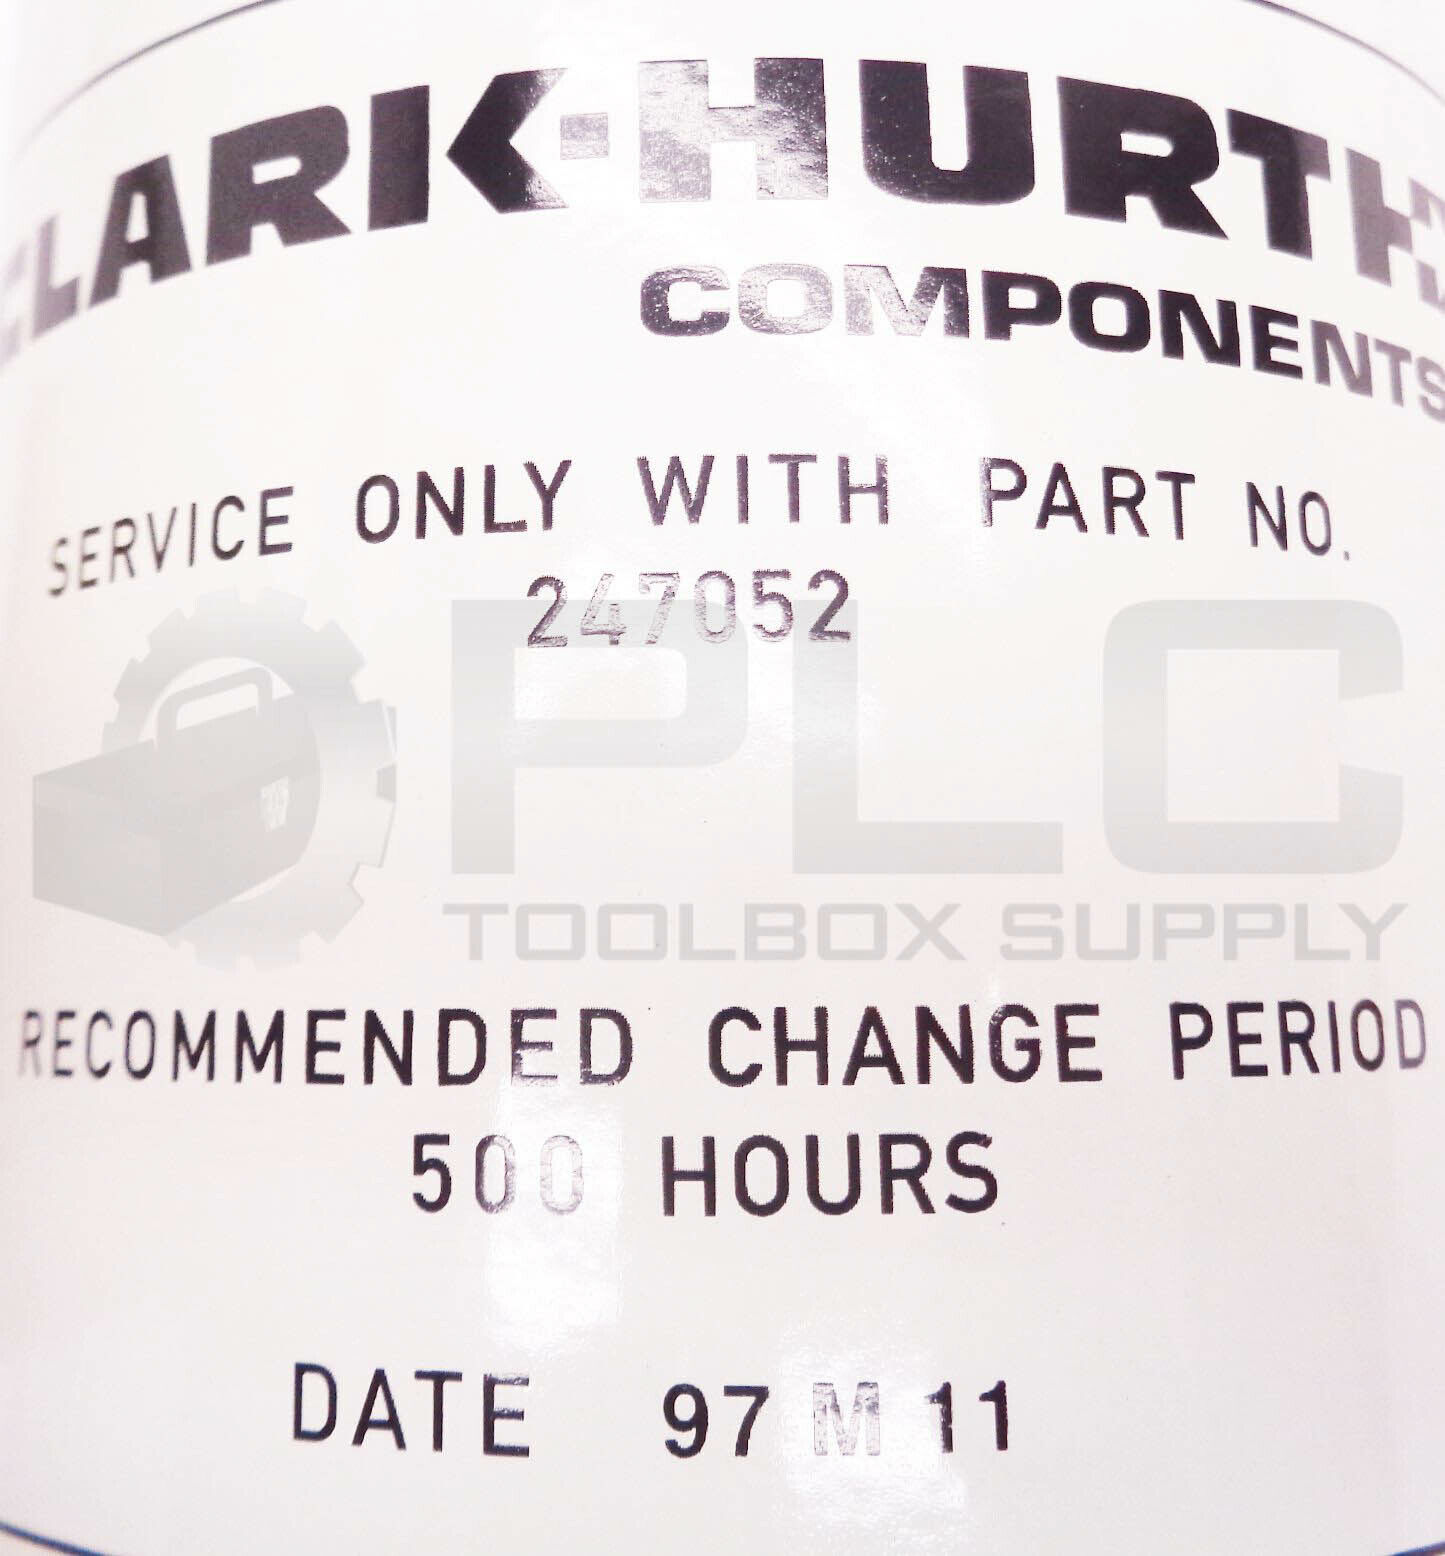 CLARK-HURTH
COMPONENTS
SERVICE ONLY WITH PART NO.
247052
PLC
TOOLBOX SUPPLY
RECOMMENDED CHANGE PERIOD
500 HOURS
DATE 97 M 11